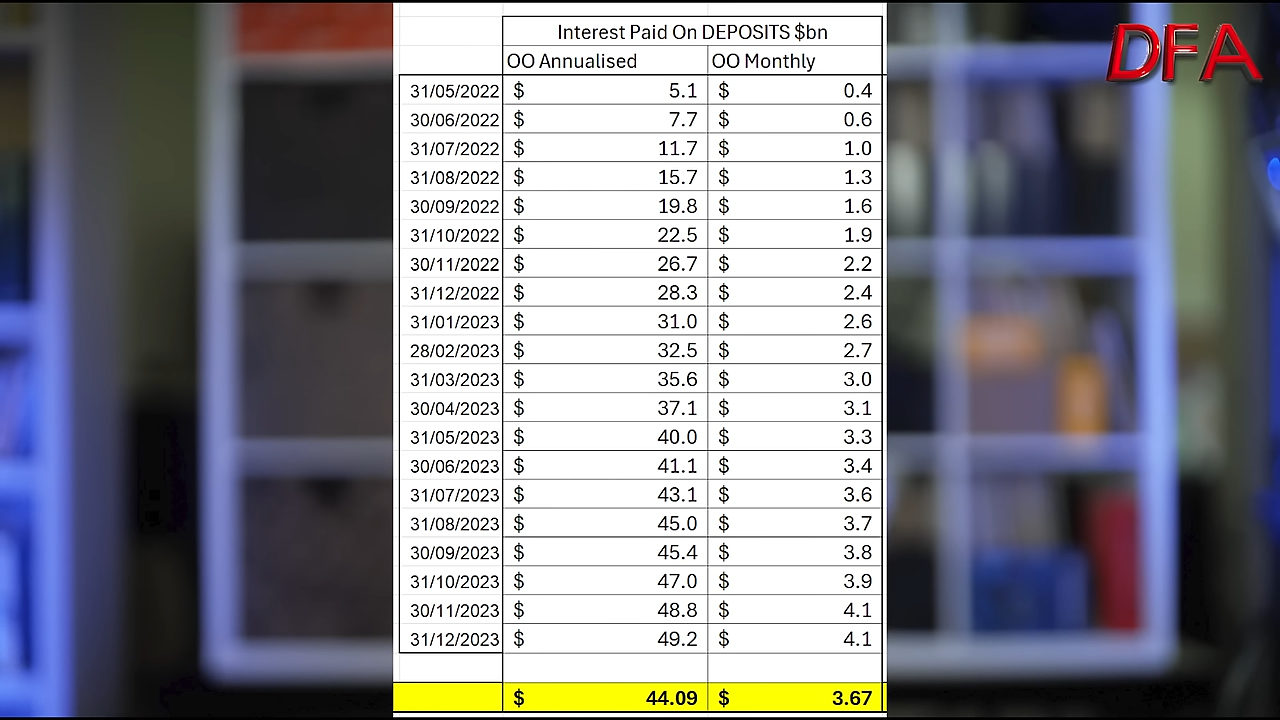 DFA
Interest Paid On DEPOSITS $bn
OO Annualised OO Monthly
31/05/2022 $ 5.1 $ 0.4
30/06/2022 $ 7.7 $ 0.6
31/07/2022 $ 11.7 $ 1.0
31/08/2022 $ 15.7 $ 1.3
30/09/2022 $ 19.8 $ 1.6
31/10/2022 $ 22.5 $ 1.9
30/11/2022 $ 26.7 $ 2.2
31/12/2022 $ 28.3 $ 2.4
31/01/2023 $ 31.0 $ 2.6
28/02/2023 $ 32.5 $ 2.7
31/03/2023 $ 35.6 $ 3.0
30/04/2023 $ 37.1 $ 3.1
31/05/2023 $ 40.0 $ 3.3
30/06/2023 $ 41.1 $ 3.4
31/07/2023 $ 43.1 $ 3.6
31/08/2023 $ 45.0 $ 3.7
30/09/2023 $ 45.4 $ 3.8
31/10/2023 $ 47.0 $ 3.9
30/11/2023 $ 48.8 $ 4.1
31/12/2023 $ 49.2 $ 4.1
$ 44.09 $ 3.67